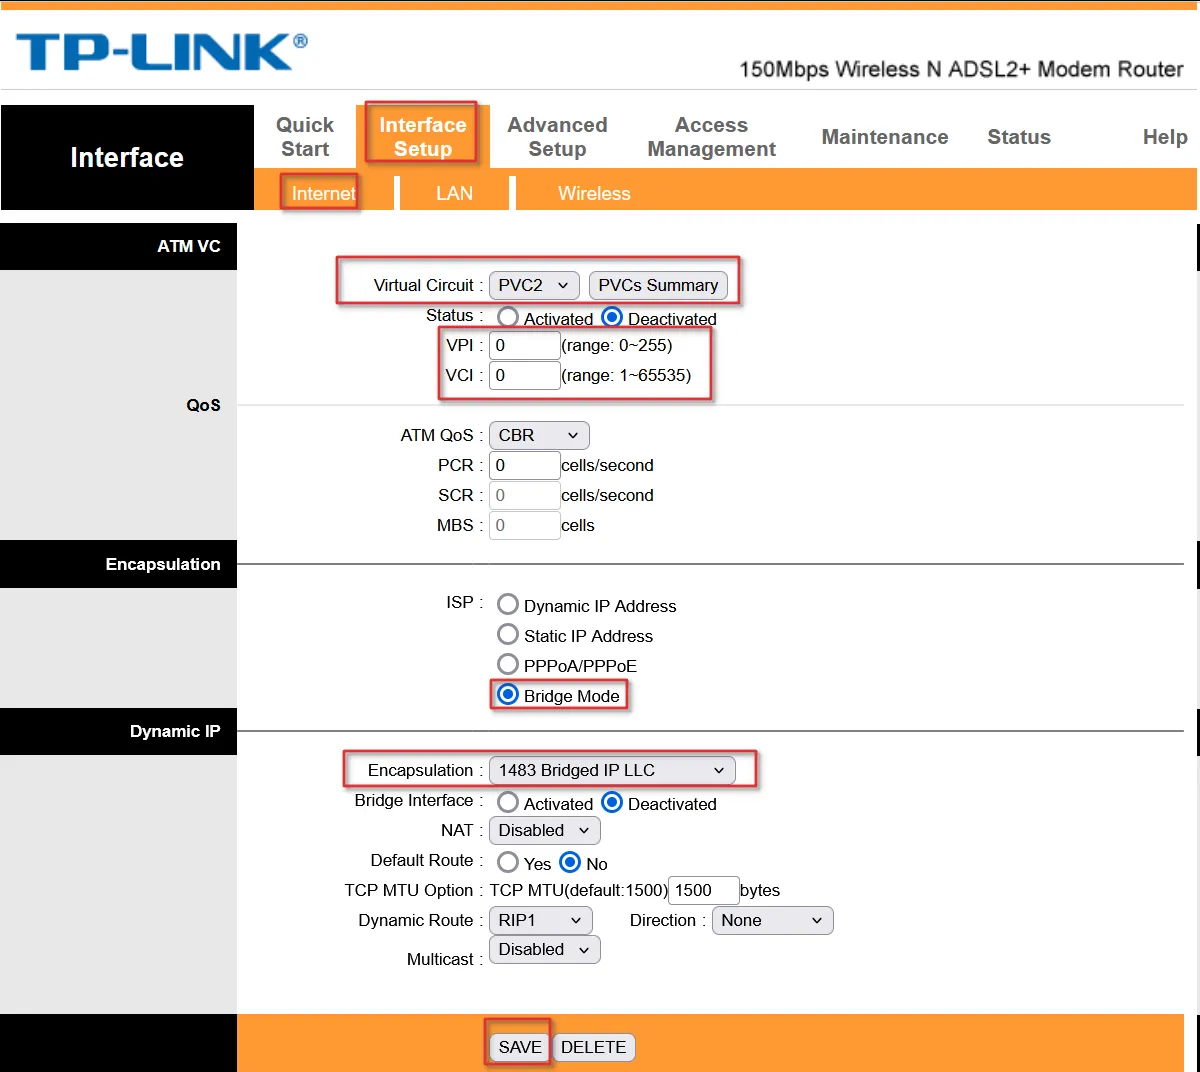 TP-LINK®
150Mbps Wireless N ADSL2+ Modem Router
Interface
Quick Start
Interface Setup
Advanced Setup
Access Management
Maintenance
Status
Help
Internet
LAN
Wireless
ATM VC
Virtual Circuit : PVC2 PVCs Summary
Status : Activated Deactivated
VPI : 0 (range: 0~255)
VCI : 0 (range: 1~65535)
QoS
ATM QoS : CBR
PCR : 0 cells/second
SCR : 0 cells/second
MBS : 0 cells
Encapsulation
ISP : Dynamic IP Address
Static IP Address
PPPoA/PPPoE
Bridge Mode
Dynamic IP
Encapsulation : 1483 Bridged IP LLC
Bridge Interface : Activated Deactivated
NAT : Disabled
Default Route : Yes No
TCP MTU Option : TCP MTU(default:1500) 1500 bytes
Dynamic Route : RIP1 Direction : None
Multicast : Disabled
SAVE DELETE